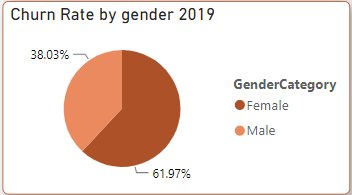 Churn Rate by gender 2019
38.03%
61.97%
GenderCategory
Female
Male